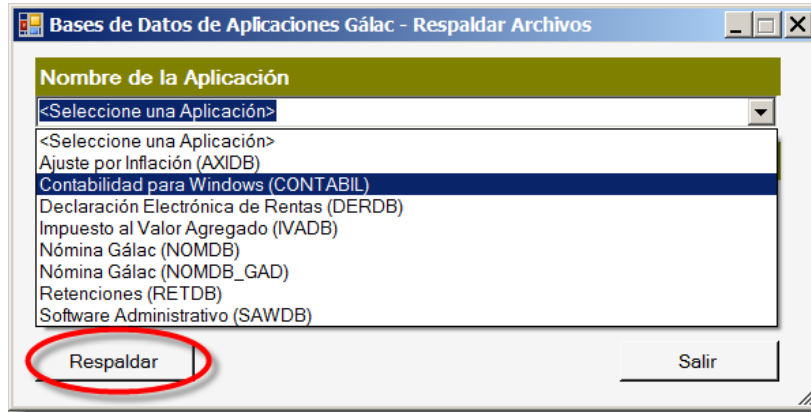 Bases de Datos de Aplicaciones Gálac - Respaldar Archivos
Nombre de la Aplicación
<Seleccione una Aplicación>
<Seleccione una Aplicación>
Ajuste por Inflación (AXIDB)
Contabilidad para Windows (CONTABIL)
Declaración Electrónica de Rentas (DERDB)
Impuesto al Valor Agregado (IVADB)
Nómina Gálac (NOMDB)
Nómina Gálac (NOMDB_GAD)
Retenciones (RETDB)
Software Administrativo (SAWDB)
Respaldar
Salir